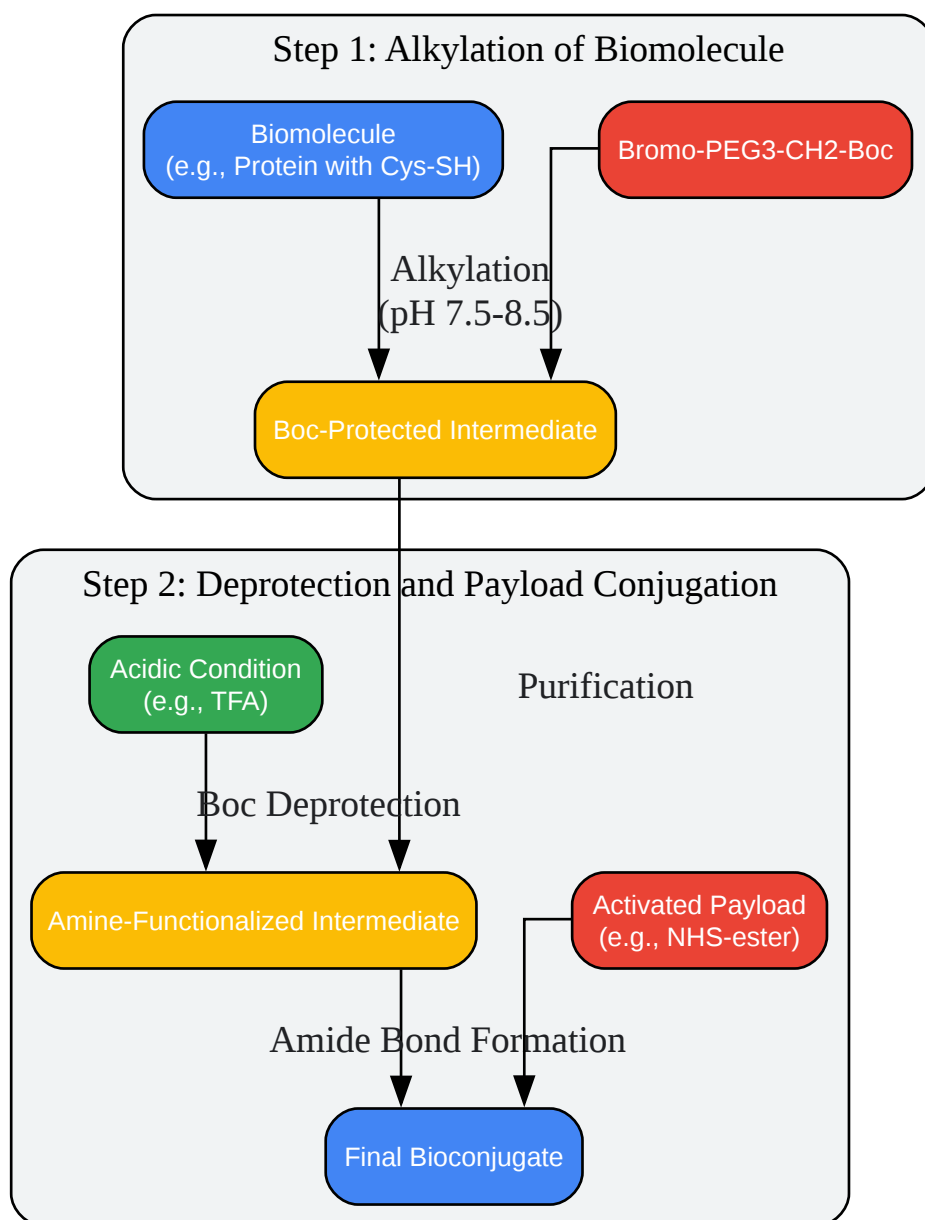 Step 1: Alkylation of Biomolecule
Biomolecule
(e.g., Protein with Cys-SH)
Bromo-PEG3-CH2-Boc
Alkylation
(pH 7.5-8.5)
Boc-Protected Intermediate
Step 2: Deprotection and Payload Conjugation
Acidic Condition
(e.g., TFA)
Purification
Boc Deprotection
Amine-Functionalized Intermediate
Activated Payload
(e.g., NHS-ester)
Amide Bond Formation
Final Bioconjugate